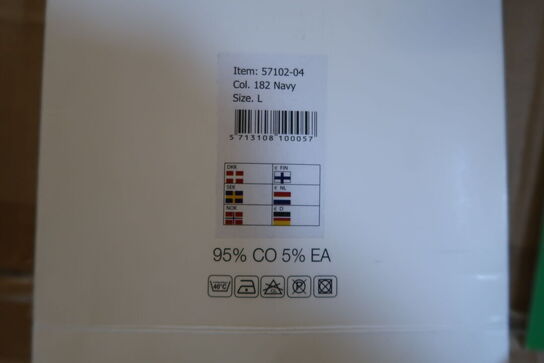 Item: 57102-04
Col. 182 Navy
Size. L
5 713108 100057
DKK € FIN
SEK € NL
NOK € D
95% CO 5% EA
40°C P